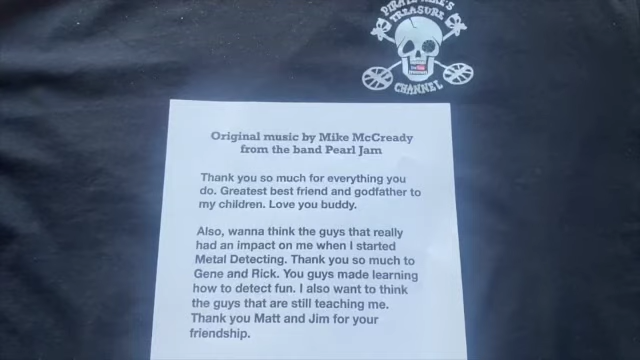 PIRATE MIKE'S
TREASURE
YouTube
CHANNEL
Original music by Mike McCready
from the band Pearl Jam
Thank you so much for everything you
do. Greatest best friend and godfather to
my children. Love you buddy.
Also, wanna think the guys that really
had an impact on me when I started
Metal Detecting. Thank you so much to
Gene and Rick. You guys made learning
how to detect fun. I also want to think
the guys that are still teaching me.
Thank you Matt and Jim for your
friendship.